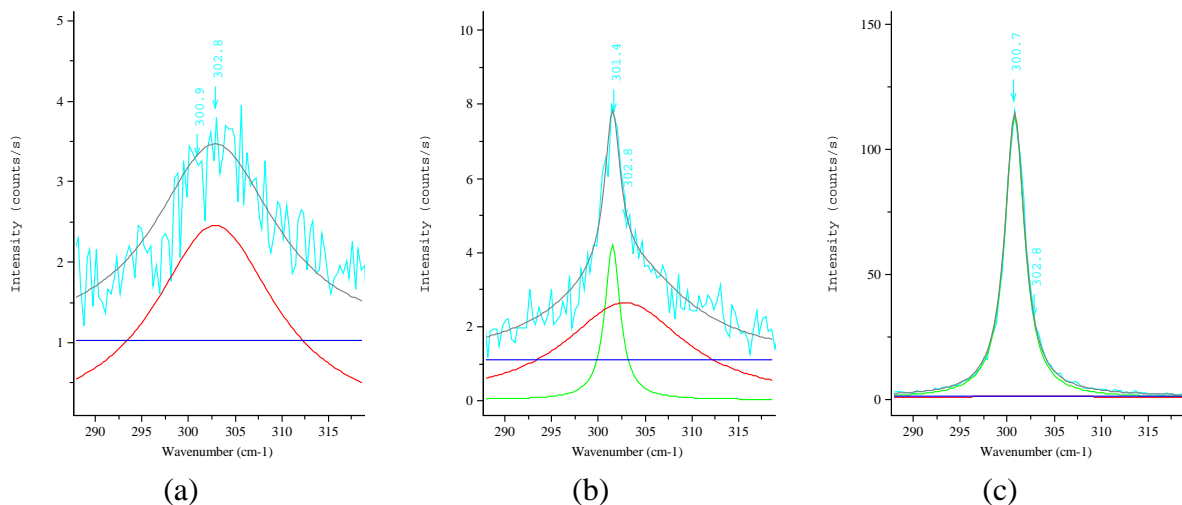 5
4
3
2
1
Intensity (counts/s)
300.9
302.8
290 295 300 305 310 315
Wavenumber (cm-1)
(a)
10
8
6
4
2
0
Intensity (counts/s)
301.4
302.8
290 295 300 305 310 315
Wavenumber (cm-1)
(b)
150
100
50
0
Intensity (counts/s)
300.7
302.8
290 295 300 305 310 315
Wavenumber (cm-1)
(c)